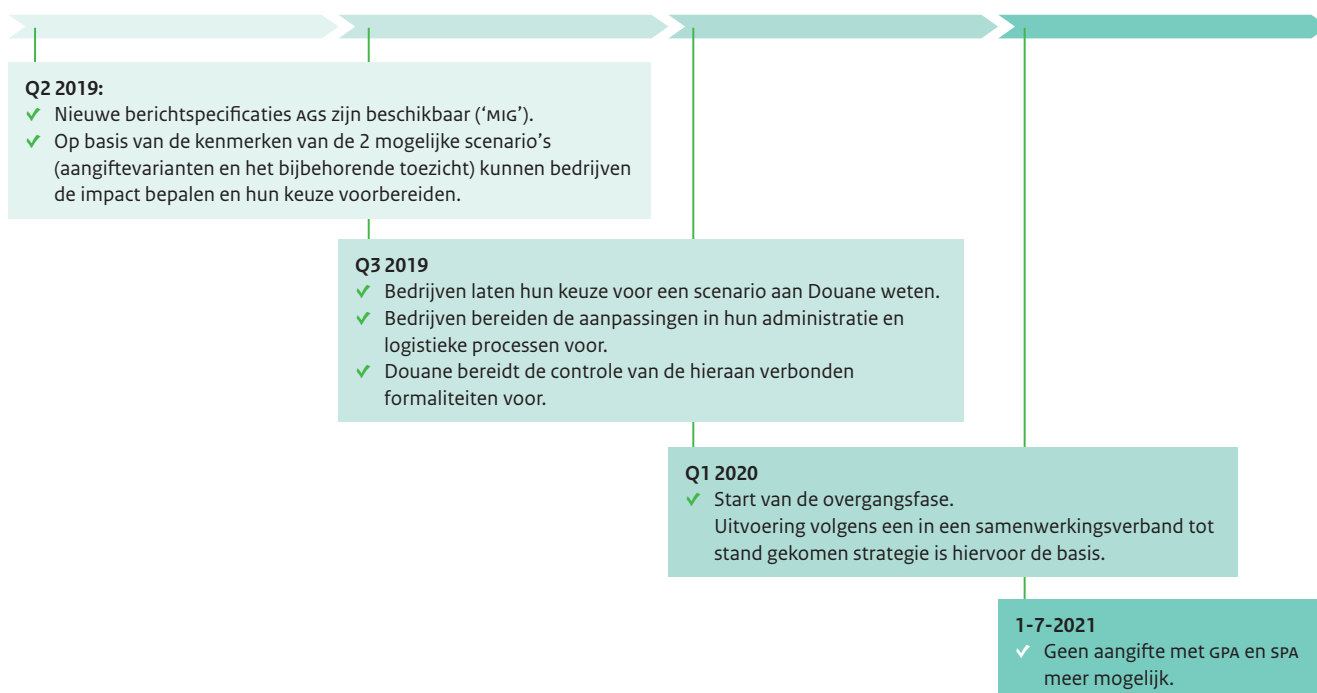 Q2 2019:
Nieuwe berichtspecificaties AGS zijn beschikbaar (‘MIG’).
Op basis van de kenmerken van de 2 mogelijke scenario’s
(aangiftevarianten en het bijbehorende toezicht) kunnen bedrijven
de impact bepalen en hun keuze voorbereiden.
Q3 2019
Bedrijven laten hun keuze voor een scenario aan Douane weten.
Bedrijven bereiden de aanpassingen in hun administratie en
logistieke processen voor.
Douane bereidt de controle van de hieraan verbonden
formaliteiten voor.
Q1 2020
Start van de overgangsfase.
Uitvoering volgens een in een samenwerkingsverband tot
stand gekomen strategie is hiervoor de basis.
1-7-2021
Geen aangifte met GPA en SPA
meer mogelijk.